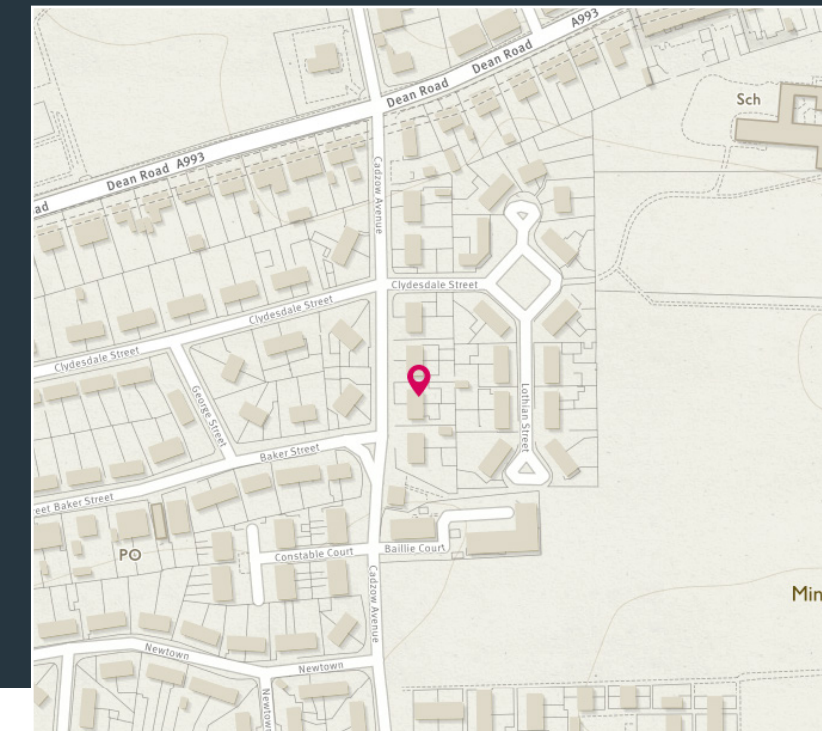 A993
Dean Road
Dean Road
Sch
Dean Road A993
ad
Cadzow Avenue
Clydesdale Street
Clydesdale Street
Clydesdale Street
George Street
Lothian Street
Baker Street
eet Baker Street
PO
Constable Court
Baillie Court
Cadzow Avenue
Min
Newtown
Newtown
Newtow